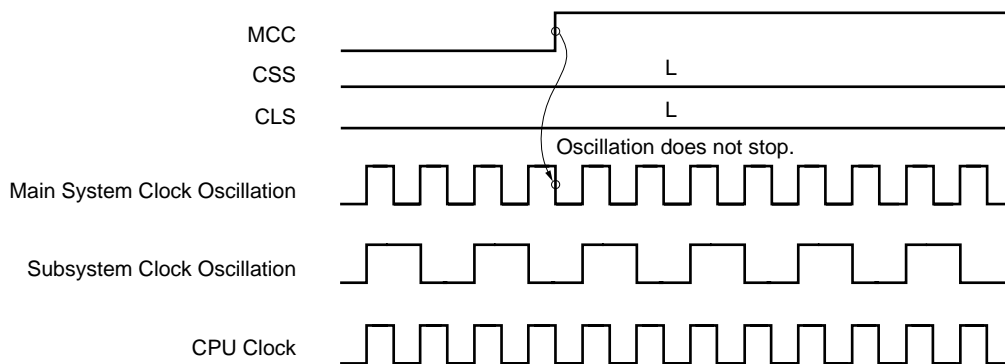 MCC
CSS
L
CLS
L
Oscillation does not stop.
Main System Clock Oscillation
Subsystem Clock Oscillation
CPU Clock